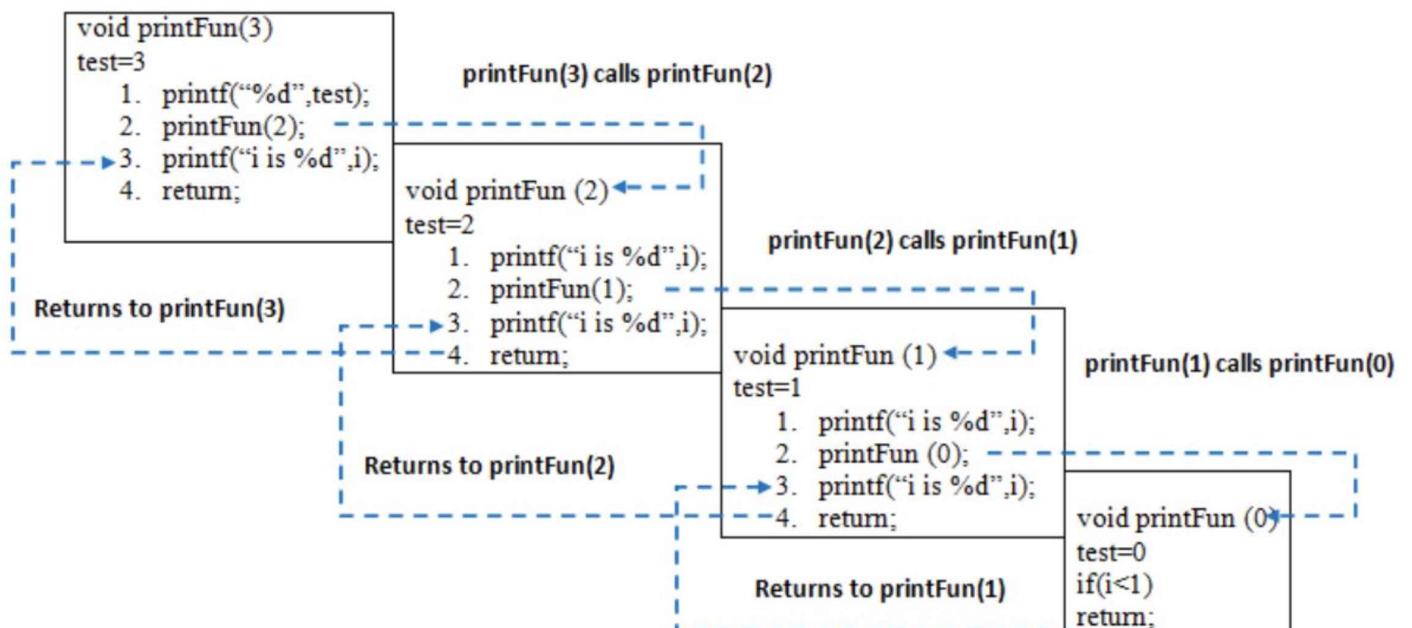 void printFun(3)
test=3
1. printf(“%d”,test);
2. printFun(2);
3. printf(“i is %d”,i);
4. return;
printFun(3) calls printFun(2)
void printFun (2)
test=2
1. printf(“i is %d”,i);
2. printFun(1);
3. printf(“i is %d”,i);
4. return;
Returns to printFun(3)
printFun(2) calls printFun(1)
void printFun (1)
test=1
1. printf(“i is %d”,i);
2. printFun (0);
3. printf(“i is %d”,i);
4. return;
Returns to printFun(2)
printFun(1) calls printFun(0)
void printFun (0)
test=0
if(i<1)
return;
Returns to printFun(1)